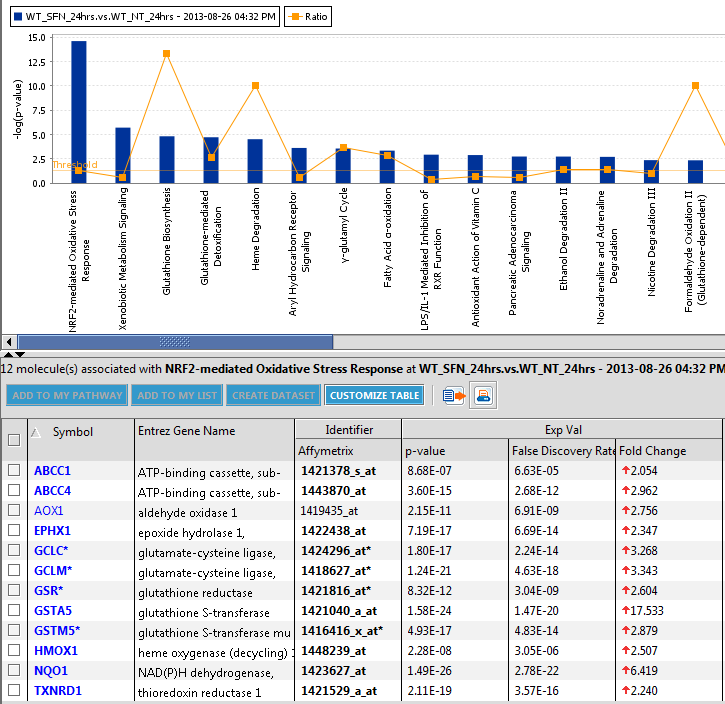 WT_SFN_24hrs.vs.WT_NT_24hrs - 2013-08-26 04:32 PM Ratio
-log(p-value)
15.0
12.5
10.0
7.5
5.0
2.5
0.0
Threshold
NRF2-mediated Oxidative Stress
Response
Xenobiotic Metabolism Signaling
Glutathione Biosynthesis
Glutathione-mediated
Detoxification
Heme Degradation
Aryl Hydrocarbon Receptor
Signaling
γ-glutamyl Cycle
Fatty Acid α-oxidation
LPS/IL-1 Mediated Inhibition of
RXR Function
Antioxidant Action of Vitamin C
Pancreatic Adenocarcinoma
Signaling
Ethanol Degradation II
Noradrenaline and Adrenaline
Degradation
Nicotine Degradation III
Formaldehyde Oxidation II
(Glutathione-dependent)
12 molecule(s) associated with NRF2-mediated Oxidative Stress Response at WT_SFN_24hrs.vs.WT_NT_24hrs - 2013-08-26 04:32 PM
ADD TO MY PATHWAY ADD TO MY LIST CREATE DATASET CUSTOMIZE TABLE
Symbol Entrez Gene Name Identifier Exp Val
Affymetrix p-value False Discovery Rate Fold Change
ABCC1 ATP-binding cassette, sub- 1421378_s_at 8.68E-07 6.63E-05 2.054
ABCC4 ATP-binding cassette, sub- 1443870_at 3.60E-15 2.68E-12 2.962
AOX1 aldehyde oxidase 1 1419435_at 2.15E-11 6.91E-09 2.756
EPHX1 epoxide hydrolase 1, 1422438_at 7.19E-17 6.69E-14 2.347
GCLC* glutamate-cysteine ligase, 1424296_at* 1.80E-17 2.24E-14 3.268
GCLM* glutamate-cysteine ligase, 1418627_at* 1.24E-21 4.63E-18 3.343
GSR* glutathione reductase 1421816_at* 8.32E-12 3.04E-09 2.604
GSTA5 glutathione S-transferase 1421040_a_at 1.58E-24 1.47E-20 17.533
GSTM5* glutathione S-transferase mu 1416416_x_at* 4.93E-17 4.83E-14 2.879
HMOX1 heme oxygenase (decycling) 1448239_at 2.28E-08 3.05E-06 2.507
NQO1 NAD(P)H dehydrogenase, 1423627_at 1.49E-26 2.78E-22 6.419
TXNRD1 thioredoxin reductase 1 1421529_a_at 2.11E-19 3.57E-16 2.240